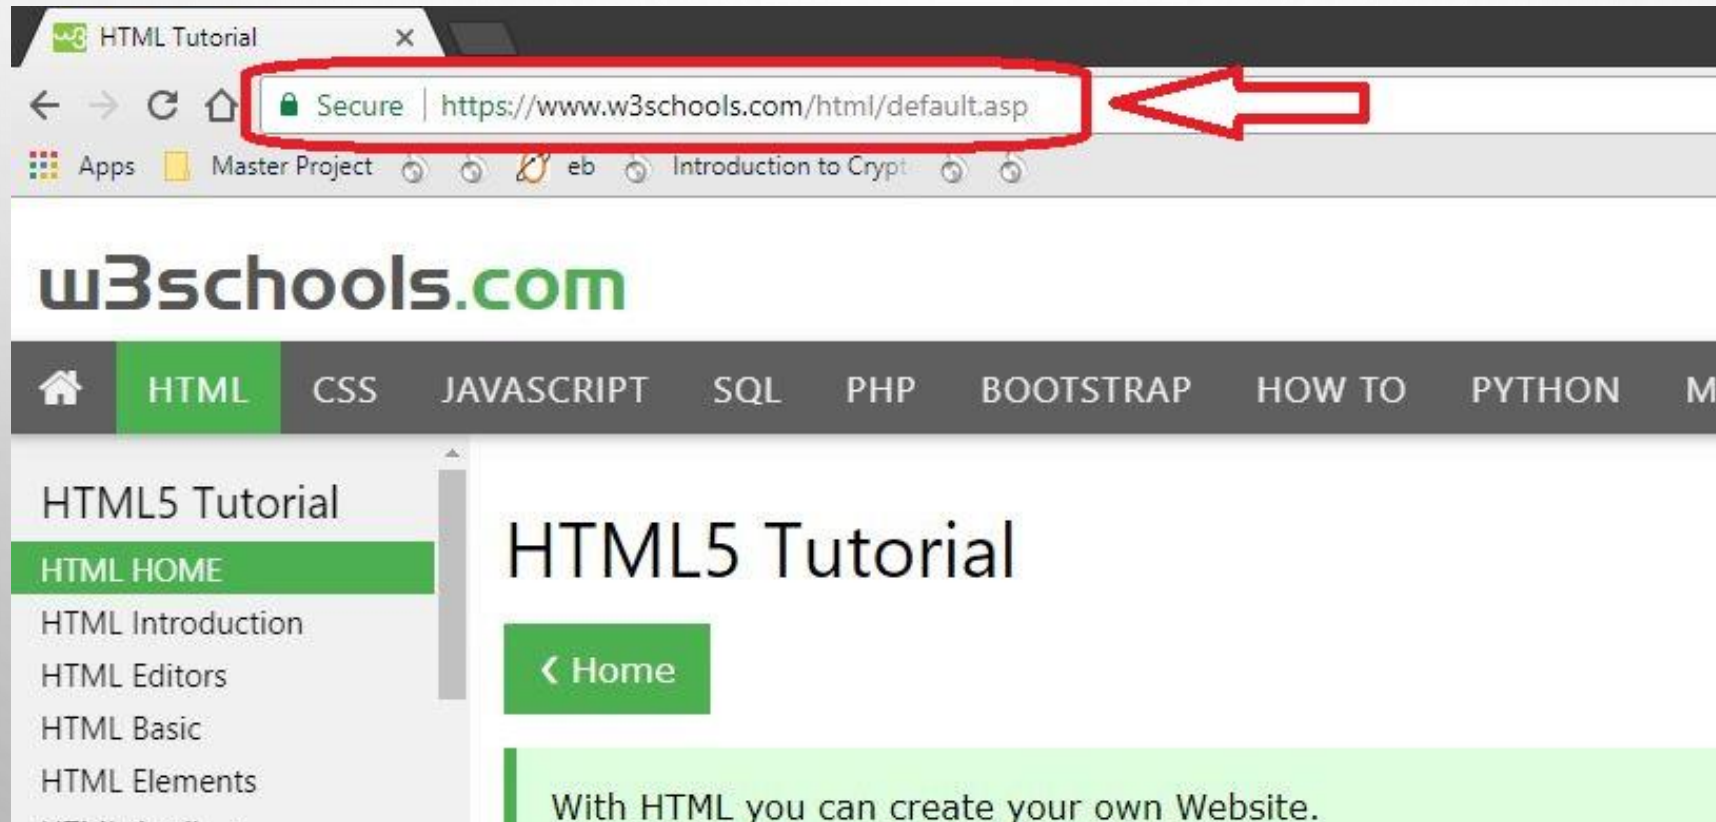 HTML Tutorial
Secure | https://www.w3schools.com/html/default.asp
Apps Master Project eb Introduction to Crypt
w3schools.com
HTML CSS JAVASCRIPT SQL PHP BOOTSTRAP HOW TO PYTHON M
HTML5 Tutorial
HTML HOME
HTML Introduction
HTML Editors
HTML Basic
HTML Elements
HTML5 Tutorial
❮ Home
With HTML you can create your own Website.